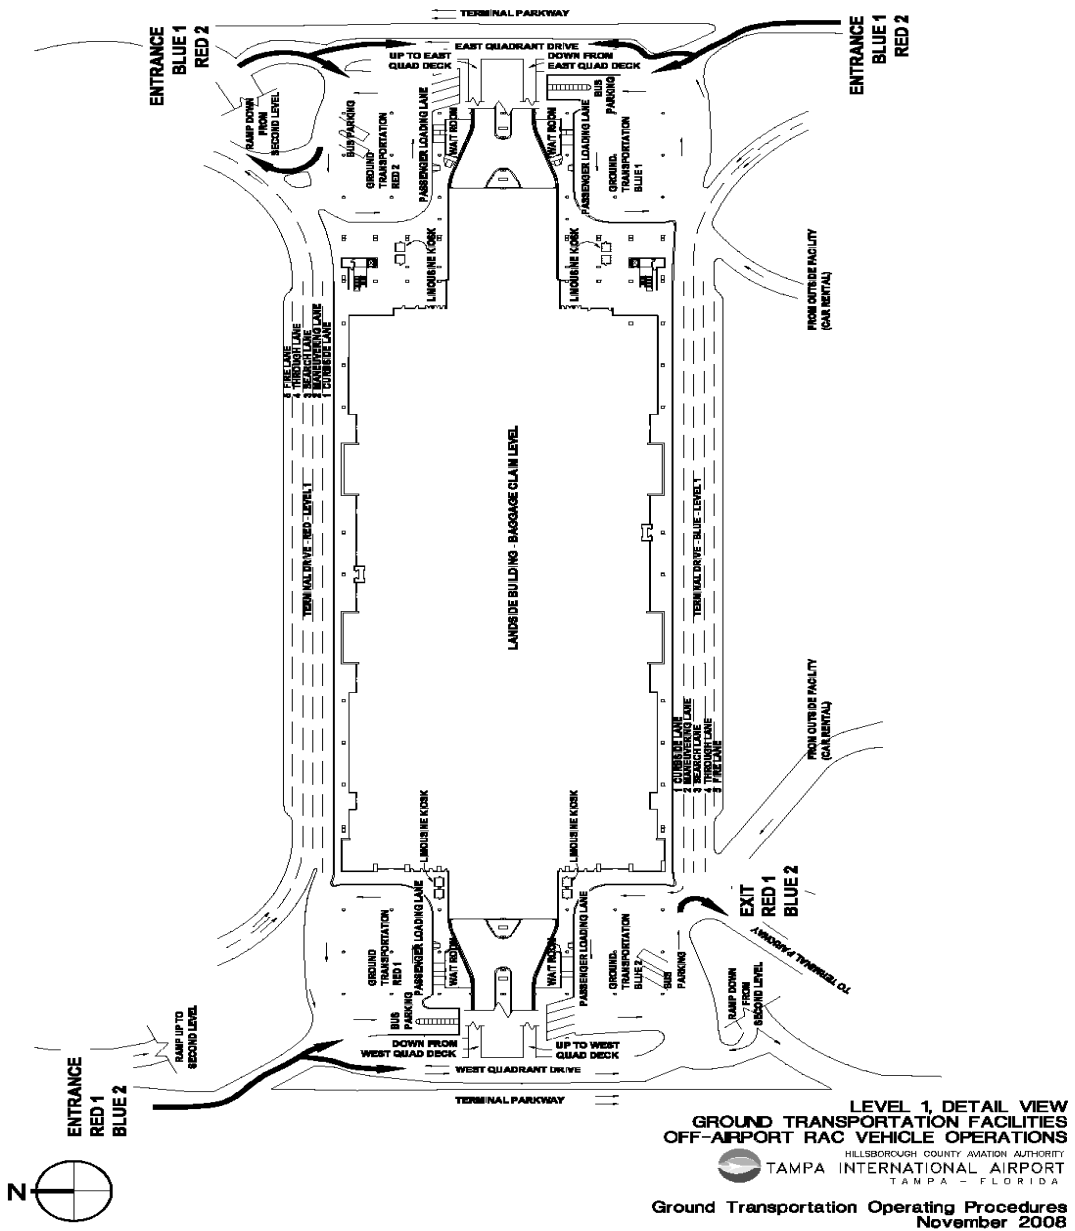 TERMINAL PARKWAY
ENTRANCE
BLUE 1
RED 2
EAST QUADRANT DRIVE
UP TO EAST
QUAD DECK
DOWN FROM
EAST QUAD DECK
ENTRANCE
BLUE 1
RED 2
RAMP DOWN
FROM
SECOND LEVEL
BUS PARKING
GROUND
TRANSPORTATION
RED 2
PASSENGER LOADING LANE
WAIT ROOM
WAIT ROOM
PASSENGER LOADING LANE
BUS
PARKING
GROUND
TRANSPORTATION
BLUE 1
LIMOUSINE KIOSK
LIMOUSINE KIOSK
FROM OUTSIDE FACILITY
(CAR RENTAL)
5 FIRE LANE
4 THROUGH LANE
3 SEARCH LANE
2 MANEUVERING LANE
1 CURBSIDE LANE
TERMINAL DRIVE - RED - LEVEL 1
LANDSIDE BUILDING - BAGGAGE CLAIM LEVEL
TERMINAL DRIVE - BLUE - LEVEL 1
1 CURBSIDE LANE
2 MANEUVERING LANE
3 SEARCH LANE
4 THROUGH LANE
5 FIRE LANE
FROM OUTSIDE FACILITY
(CAR RENTAL)
LIMOUSINE KIOSK
LIMOUSINE KIOSK
EXIT
RED 1
BLUE 2
GROUND
TRANSPORTATION
RED 1
PASSENGER LOADING LANE
WAIT ROOM
WAIT ROOM
PASSENGER LOADING LANE
GROUND
TRANSPORTATION
BLUE 2
BUS
PARKING
TO TERMINAL PARKWAY
RAMP DOWN
FROM
SECOND LEVEL
BUS
PARKING
RAMP UP TO
SECOND LEVEL
DOWN FROM
WEST QUAD DECK
UP TO WEST
QUAD DECK
WEST QUADRANT DRIVE
ENTRANCE
RED 1
BLUE 2
TERMINAL PARKWAY
N
LEVEL 1, DETAIL VIEW
GROUND TRANSPORTATION FACILITIES
OFF-AIRPORT RAC VEHICLE OPERATIONS
HILLSBOROUGH COUNTY AVIATION AUTHORITY
TAMPA INTERNATIONAL AIRPORT
TAMPA - FLORIDA
Ground Transportation Operating Procedures
November 2008